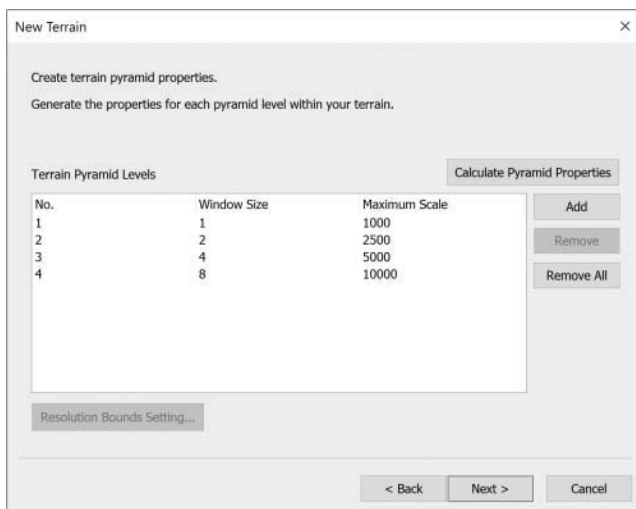 New Terrain
Create terrain pyramid properties.
Generate the properties for each pyramid level within your terrain.
Terrain Pyramid Levels
Calculate Pyramid Properties
No. Window Size Maximum Scale
1 1 1000
2 2 2500
3 4 5000
4 8 10000
Add
Remove
Remove All
Resolution Bounds Setting...
< Back Next > Cancel